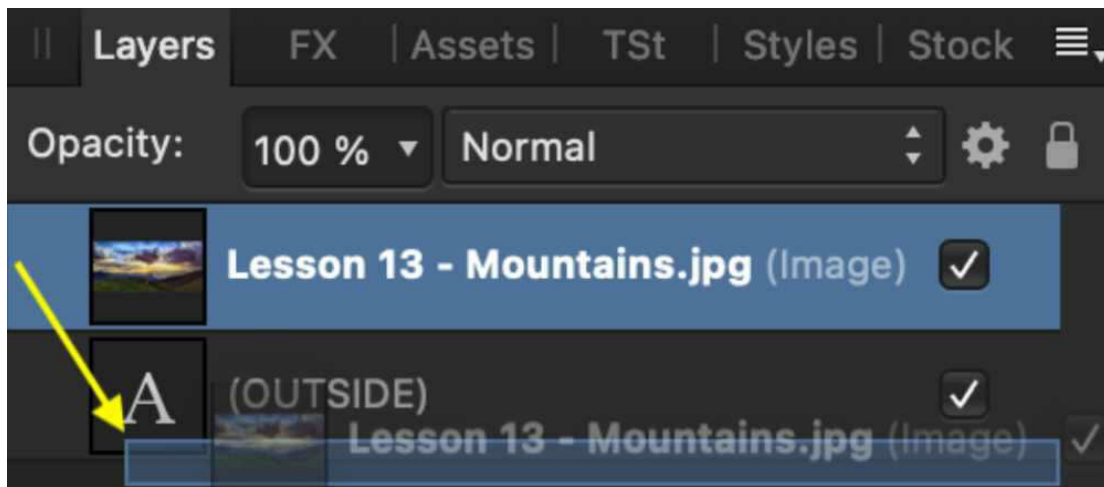 Layers FX Assets TSt Styles Stock
Opacity: 100 % Normal
Lesson 13 - Mountains.jpg (Image)
A (OUTSIDE)
Lesson 13 - Mountains.jpg (Image)